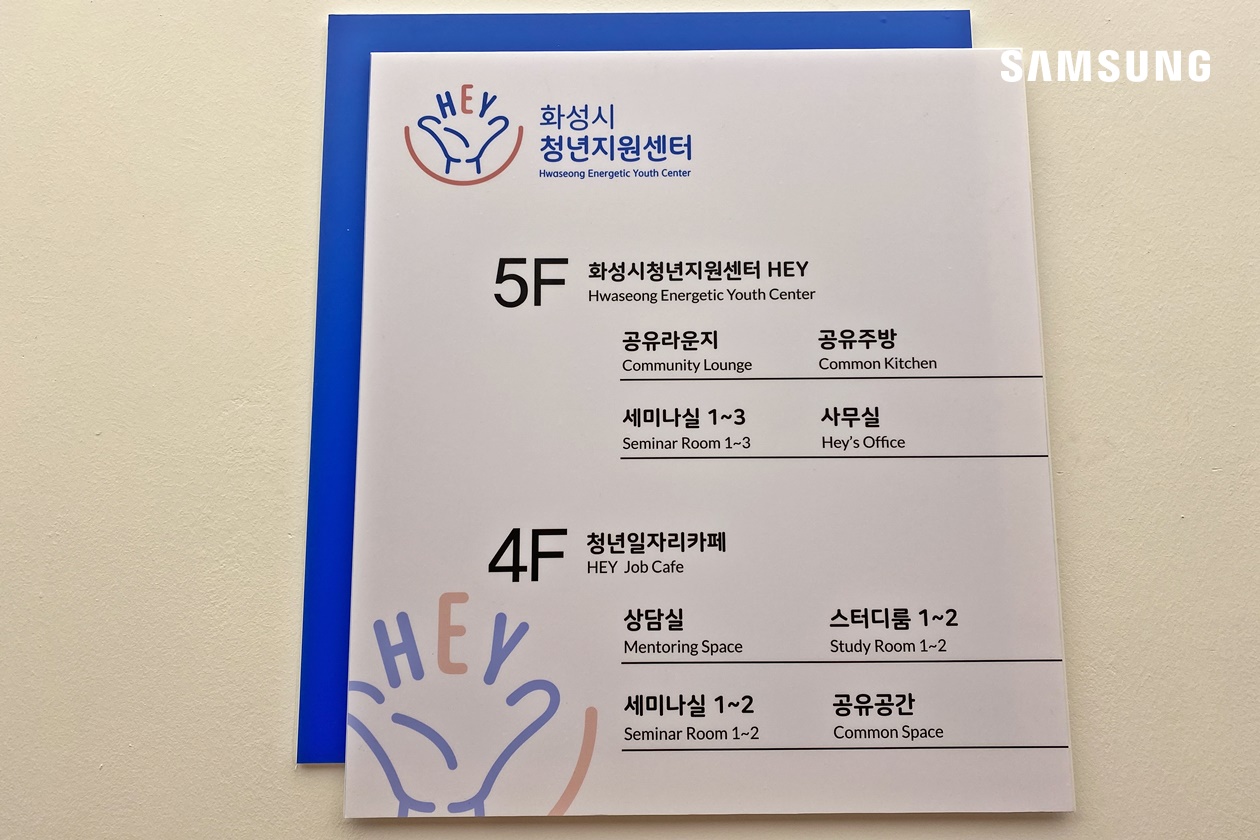 SAMSUNG
HEY
화성시
청년지원센터
Hwaseong Energetic Youth Center
5F
화성시청년지원센터 HEY
Hwaseong Energetic Youth Center
공유라운지 공유주방
Community Lounge Common Kitchen
세미나실 1~3 사무실
Seminar Room 1~3 Hey's Office
4F
청년일자리카페
HEY Job Cafe
상담실 스터디룸 1~2
Mentoring Space Study Room 1~2
세미나실 1~2 공유공간
Seminar Room 1~2 Common Space
HEY